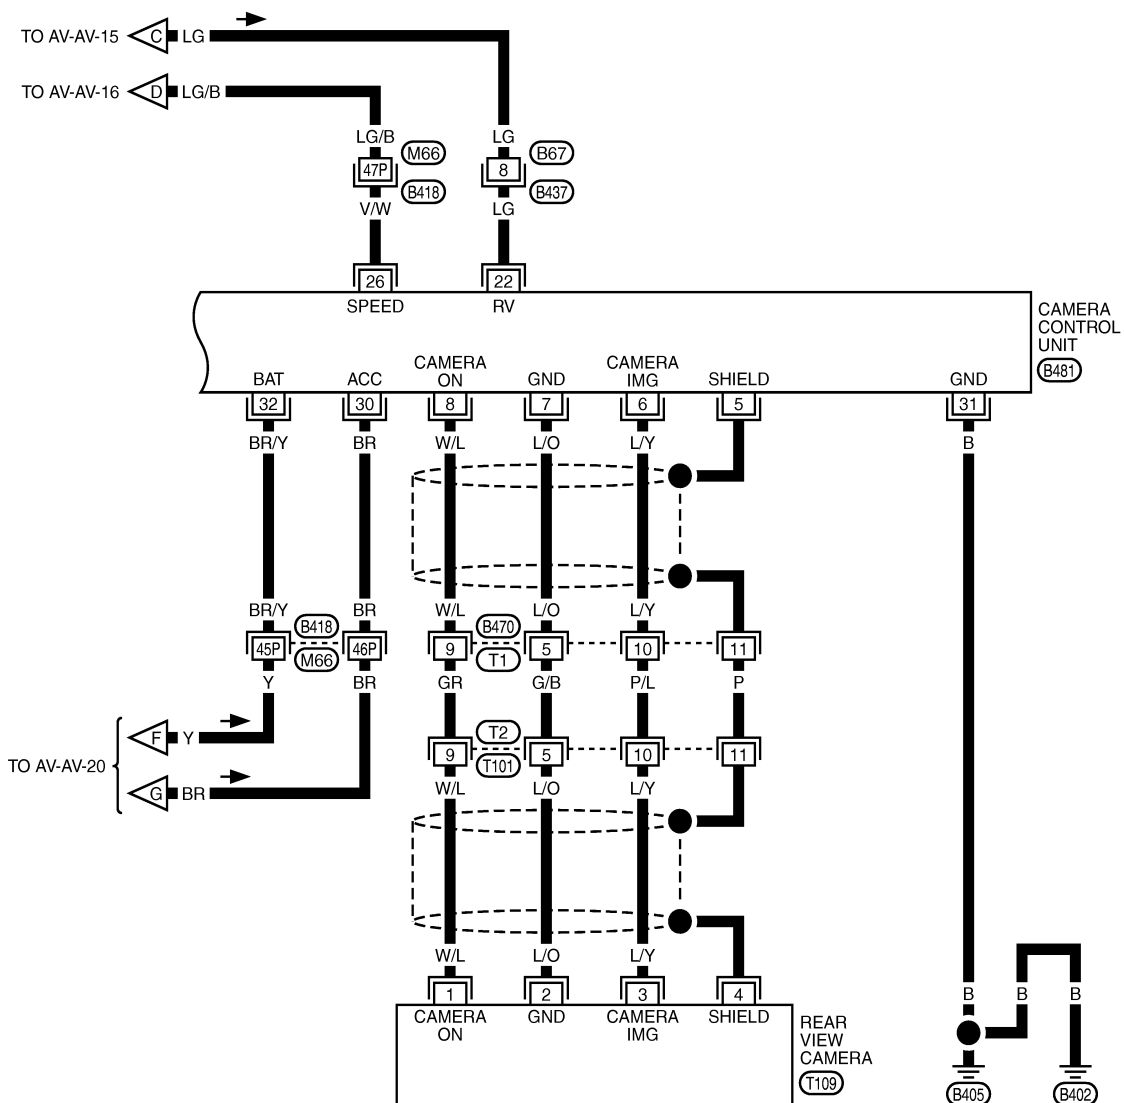 TO AV-AV-15 C LG
TO AV-AV-16 D LG/B
LG/B LG
47P M66 8 B67
B418 B437
V/W LG
26 22
SPEED RV
CAMERA
CONTROL
UNIT
B481
BAT ACC CAMERA ON GND CAMERA IMG SHIELD GND
32 30 8 7 6 5 31
BR/Y BR W/L L/O L/Y B
BR/Y BR W/L L/O L/Y
B418 B470
45P 46P 9 5 10 11
M66 T1
Y BR GR G/B P/L P
T2
F Y 9 5 10 11
T101
TO AV-AV-20
W/L L/O L/Y
G BR
W/L L/O L/Y
1 2 3 4 B B B
CAMERA ON GND CAMERA IMG SHIELD
REAR
VIEW
CAMERA
T109
B405 B402